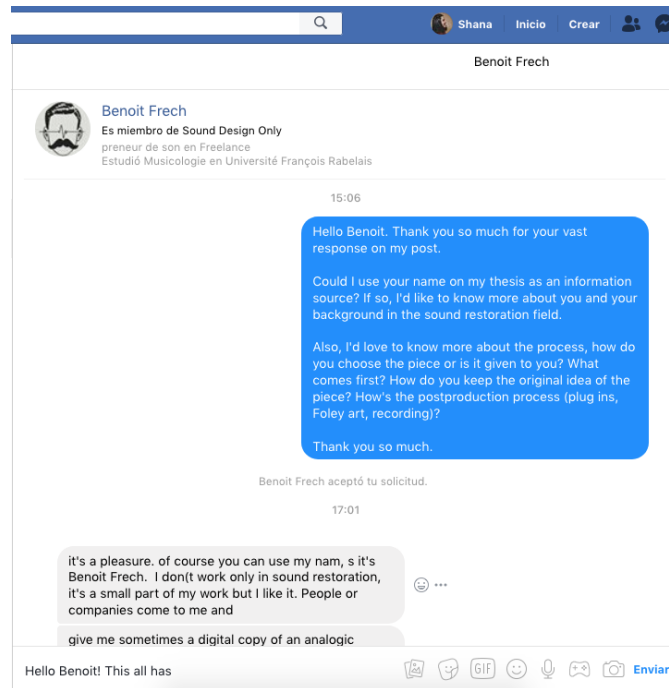 Shana Inicio Crear
Benoit Frech
Benoit Frech
Es miembro de Sound Design Only
preneur de son en Freelance
Estudió Musicologie en Université François Rabelais
15:06
Hello Benoit. Thank you so much for your vast
response on my post.
Could I use your name on my thesis as an information
source? If so, I'd like to know more about you and your
background in the sound restoration field.
Also, I'd love to know more about the process, how do
you choose the piece or is it given to you? What
comes first? How do you keep the original idea of the
piece? How's the postproduction process (plug ins,
Foley art, recording)?
Thank you so much.
Benoit Frech aceptó tu solicitud.
17:01
it's a pleasure. of course you can use my nam, s it's
Benoit Frech.  I don(t work only in sound restoration,
it's a small part of my work but I like it. People or
companies come to me and
give me sometimes a digital copy of an analogic
Hello Benoit! This all has
GIF
Enviar